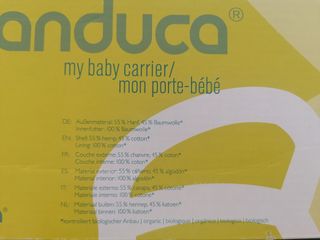 anduca®
my baby carrier/
mon porte-bébé
DE: Außenmaterial: 55 % Hanf, 45 % Baumwolle*
Innenfutter: 100 % Baumwolle*
EN: Shell: 55 % hemp, 45 % cotton*
Lining: 100 % cotton*
FR: Couche externe: 55 % chanvre, 45 % coton*
Couche interne: 100 % coton*
ES: Material exterior: 55 % cáñamo, 45 % algodón*
Material interior: 100 % algodón*
IT: Materiale esterno: 55 % canapa, 45 % cotone*
Materiale interno: 100 % cotone*
NL: Materiaal buiten: 55 % hennep, 45 % katoen*
Materiaal binnen: 100 % katoen*
*kontrolliert biologischer Anbau | organic | biologique | orgánico | biologico | biologisch